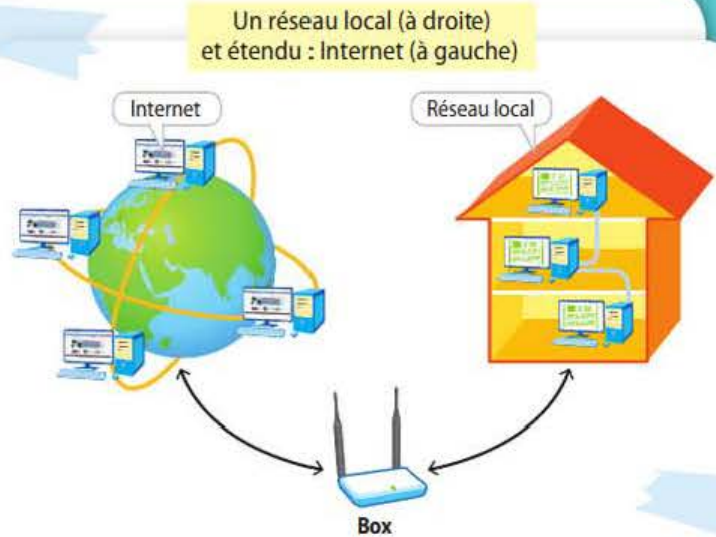 Un réseau local (à droite)
et étendu : Internet (à gauche)
Internet
Réseau local
Box